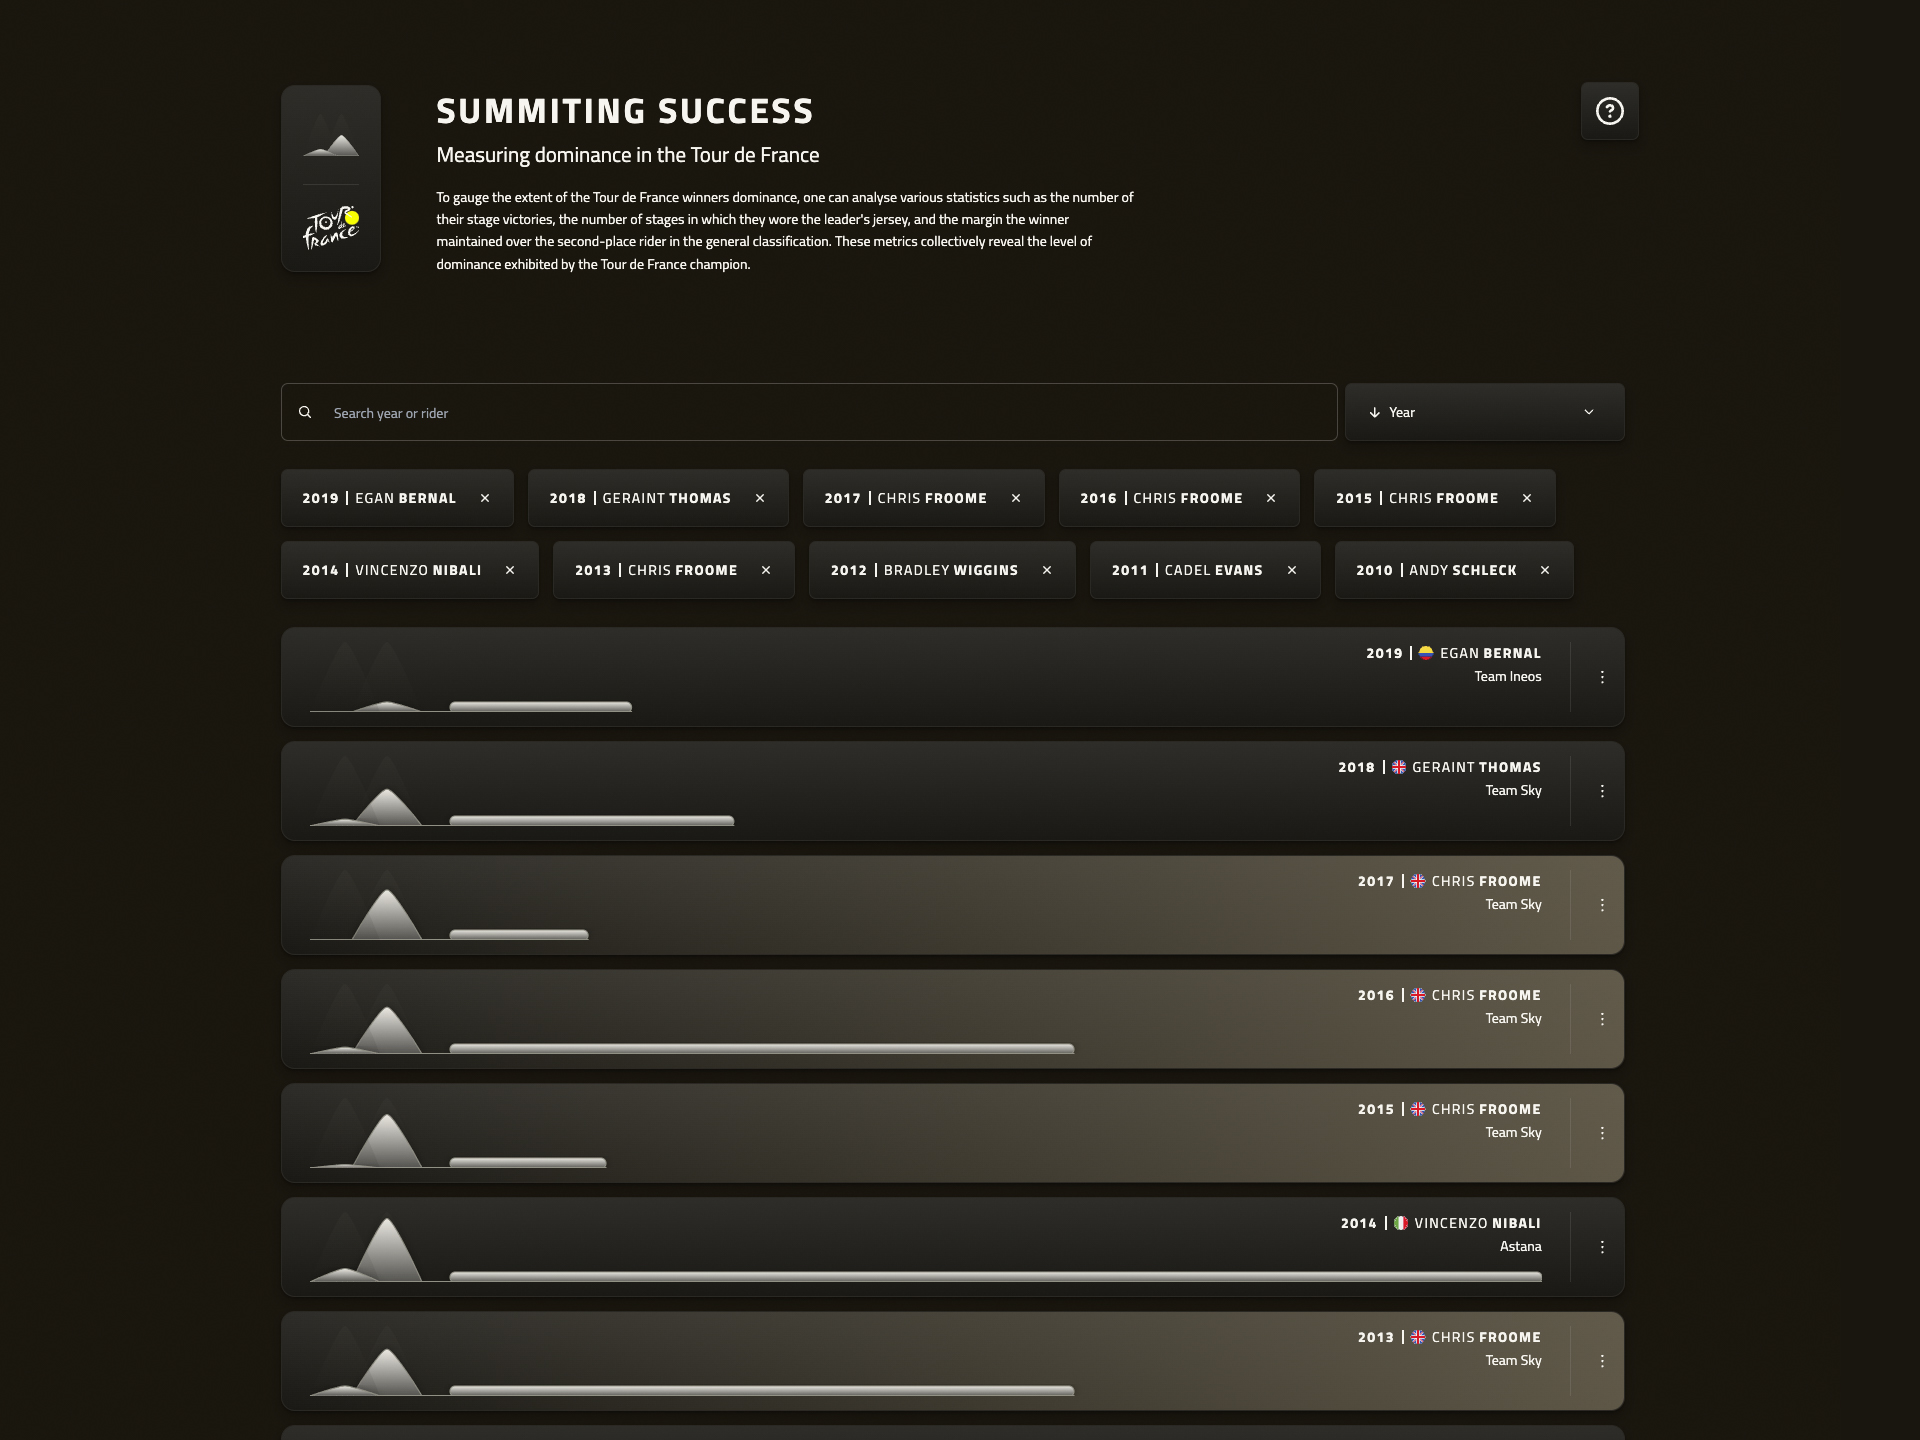 SUMMITING SUCCESS
Measuring dominance in the Tour de France
To gauge the extent of the Tour de France winners dominance, one can analyse various statistics such as the number of
their stage victories, the number of stages in which they wore the leader's jersey, and the margin the winner
maintained over the second-place rider in the general classification. These metrics collectively reveal the level of
dominance exhibited by the Tour de France champion.
TOUR
de
france
Search year or rider
Year
2019 | EGAN BERNAL
2018 | GERAINT THOMAS
2017 | CHRIS FROOME
2016 | CHRIS FROOME
2015 | CHRIS FROOME
2014 | VINCENZO NIBALI
2013 | CHRIS FROOME
2012 | BRADLEY WIGGINS
2011 | CADEL EVANS
2010 | ANDY SCHLECK
2019 | EGAN BERNAL
Team Ineos
2018 | GERAINT THOMAS
Team Sky
2017 | CHRIS FROOME
Team Sky
2016 | CHRIS FROOME
Team Sky
2015 | CHRIS FROOME
Team Sky
2014 | VINCENZO NIBALI
Astana
2013 | CHRIS FROOME
Team Sky